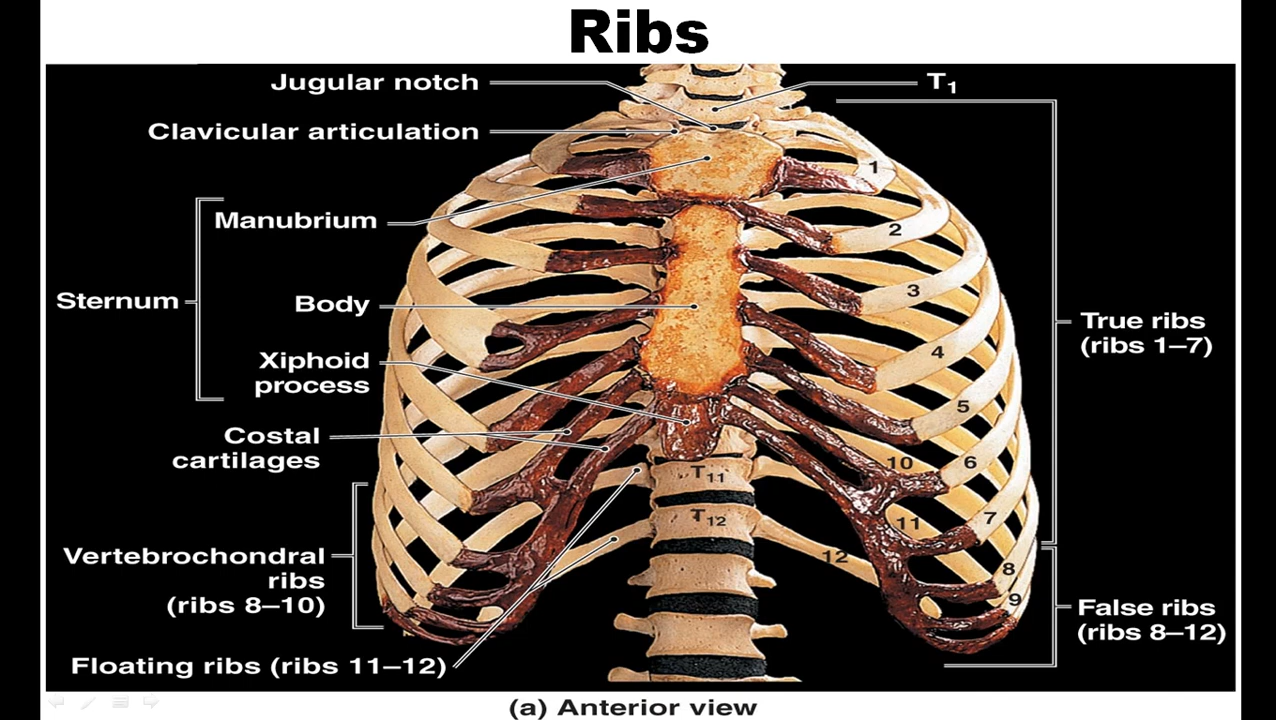 Ribs
Jugular notch
T1
Clavicular articulation
1
Manubrium
2
3
Sternum
Body
True ribs
(ribs 1–7)
4
Xiphoid
process
5
Costal
cartilages
10
6
T11
7
T12
11
Vertebrochondral
ribs
(ribs 8–10)
12
8
9
False ribs
(ribs 8–12)
Floating ribs (ribs 11–12)
(a) Anterior view